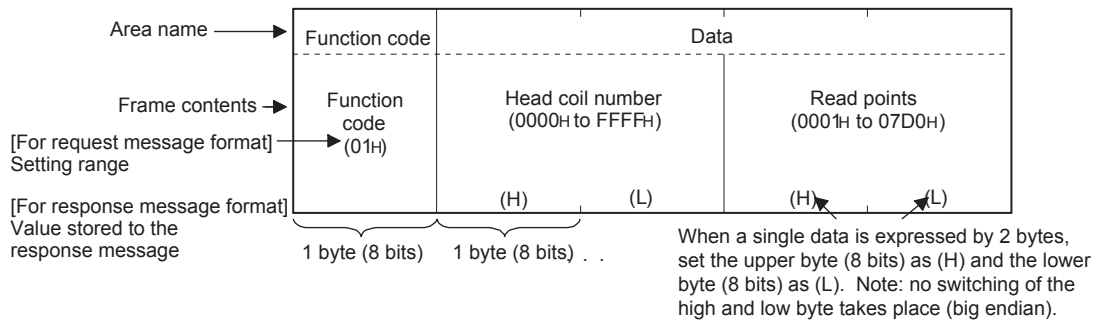 Area name
Function code
Data
Frame contents
Function
code
(01H)
Head coil number
(0000H to FFFFH)
Read points
(0001H to 07D0H)
[For request message format]
Setting range
(H) (L) (H) (L)
[For response message format]
Value stored to the
response message
1 byte (8 bits) 1 byte (8 bits) . .
When a single data is expressed by 2 bytes,
set the upper byte (8 bits) as (H) and the lower
byte (8 bits) as (L). Note: no switching of the
high and low byte takes place (big endian).